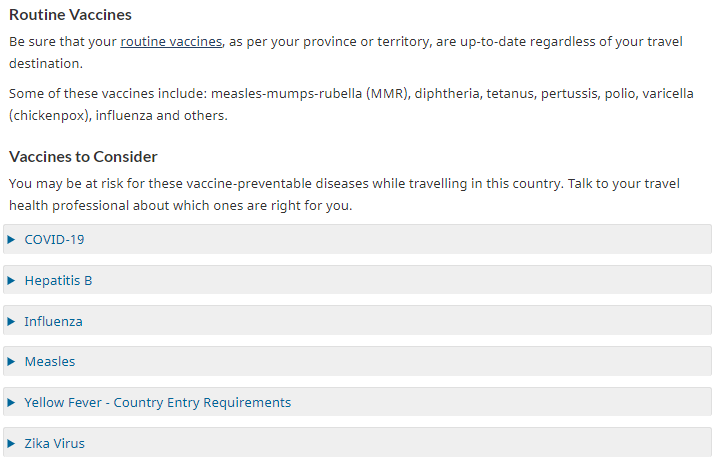 Routine Vaccines
Be sure that your routine vaccines, as per your province or territory, are up-to-date regardless of your travel
destination.
Some of these vaccines include: measles-mumps-rubella (MMR), diphtheria, tetanus, pertussis, polio, varicella
(chickenpox), influenza and others.
Vaccines to Consider
You may be at risk for these vaccine-preventable diseases while travelling in this country. Talk to your travel
health professional about which ones are right for you.
COVID-19
Hepatitis B
Influenza
Measles
Yellow Fever - Country Entry Requirements
Zika Virus